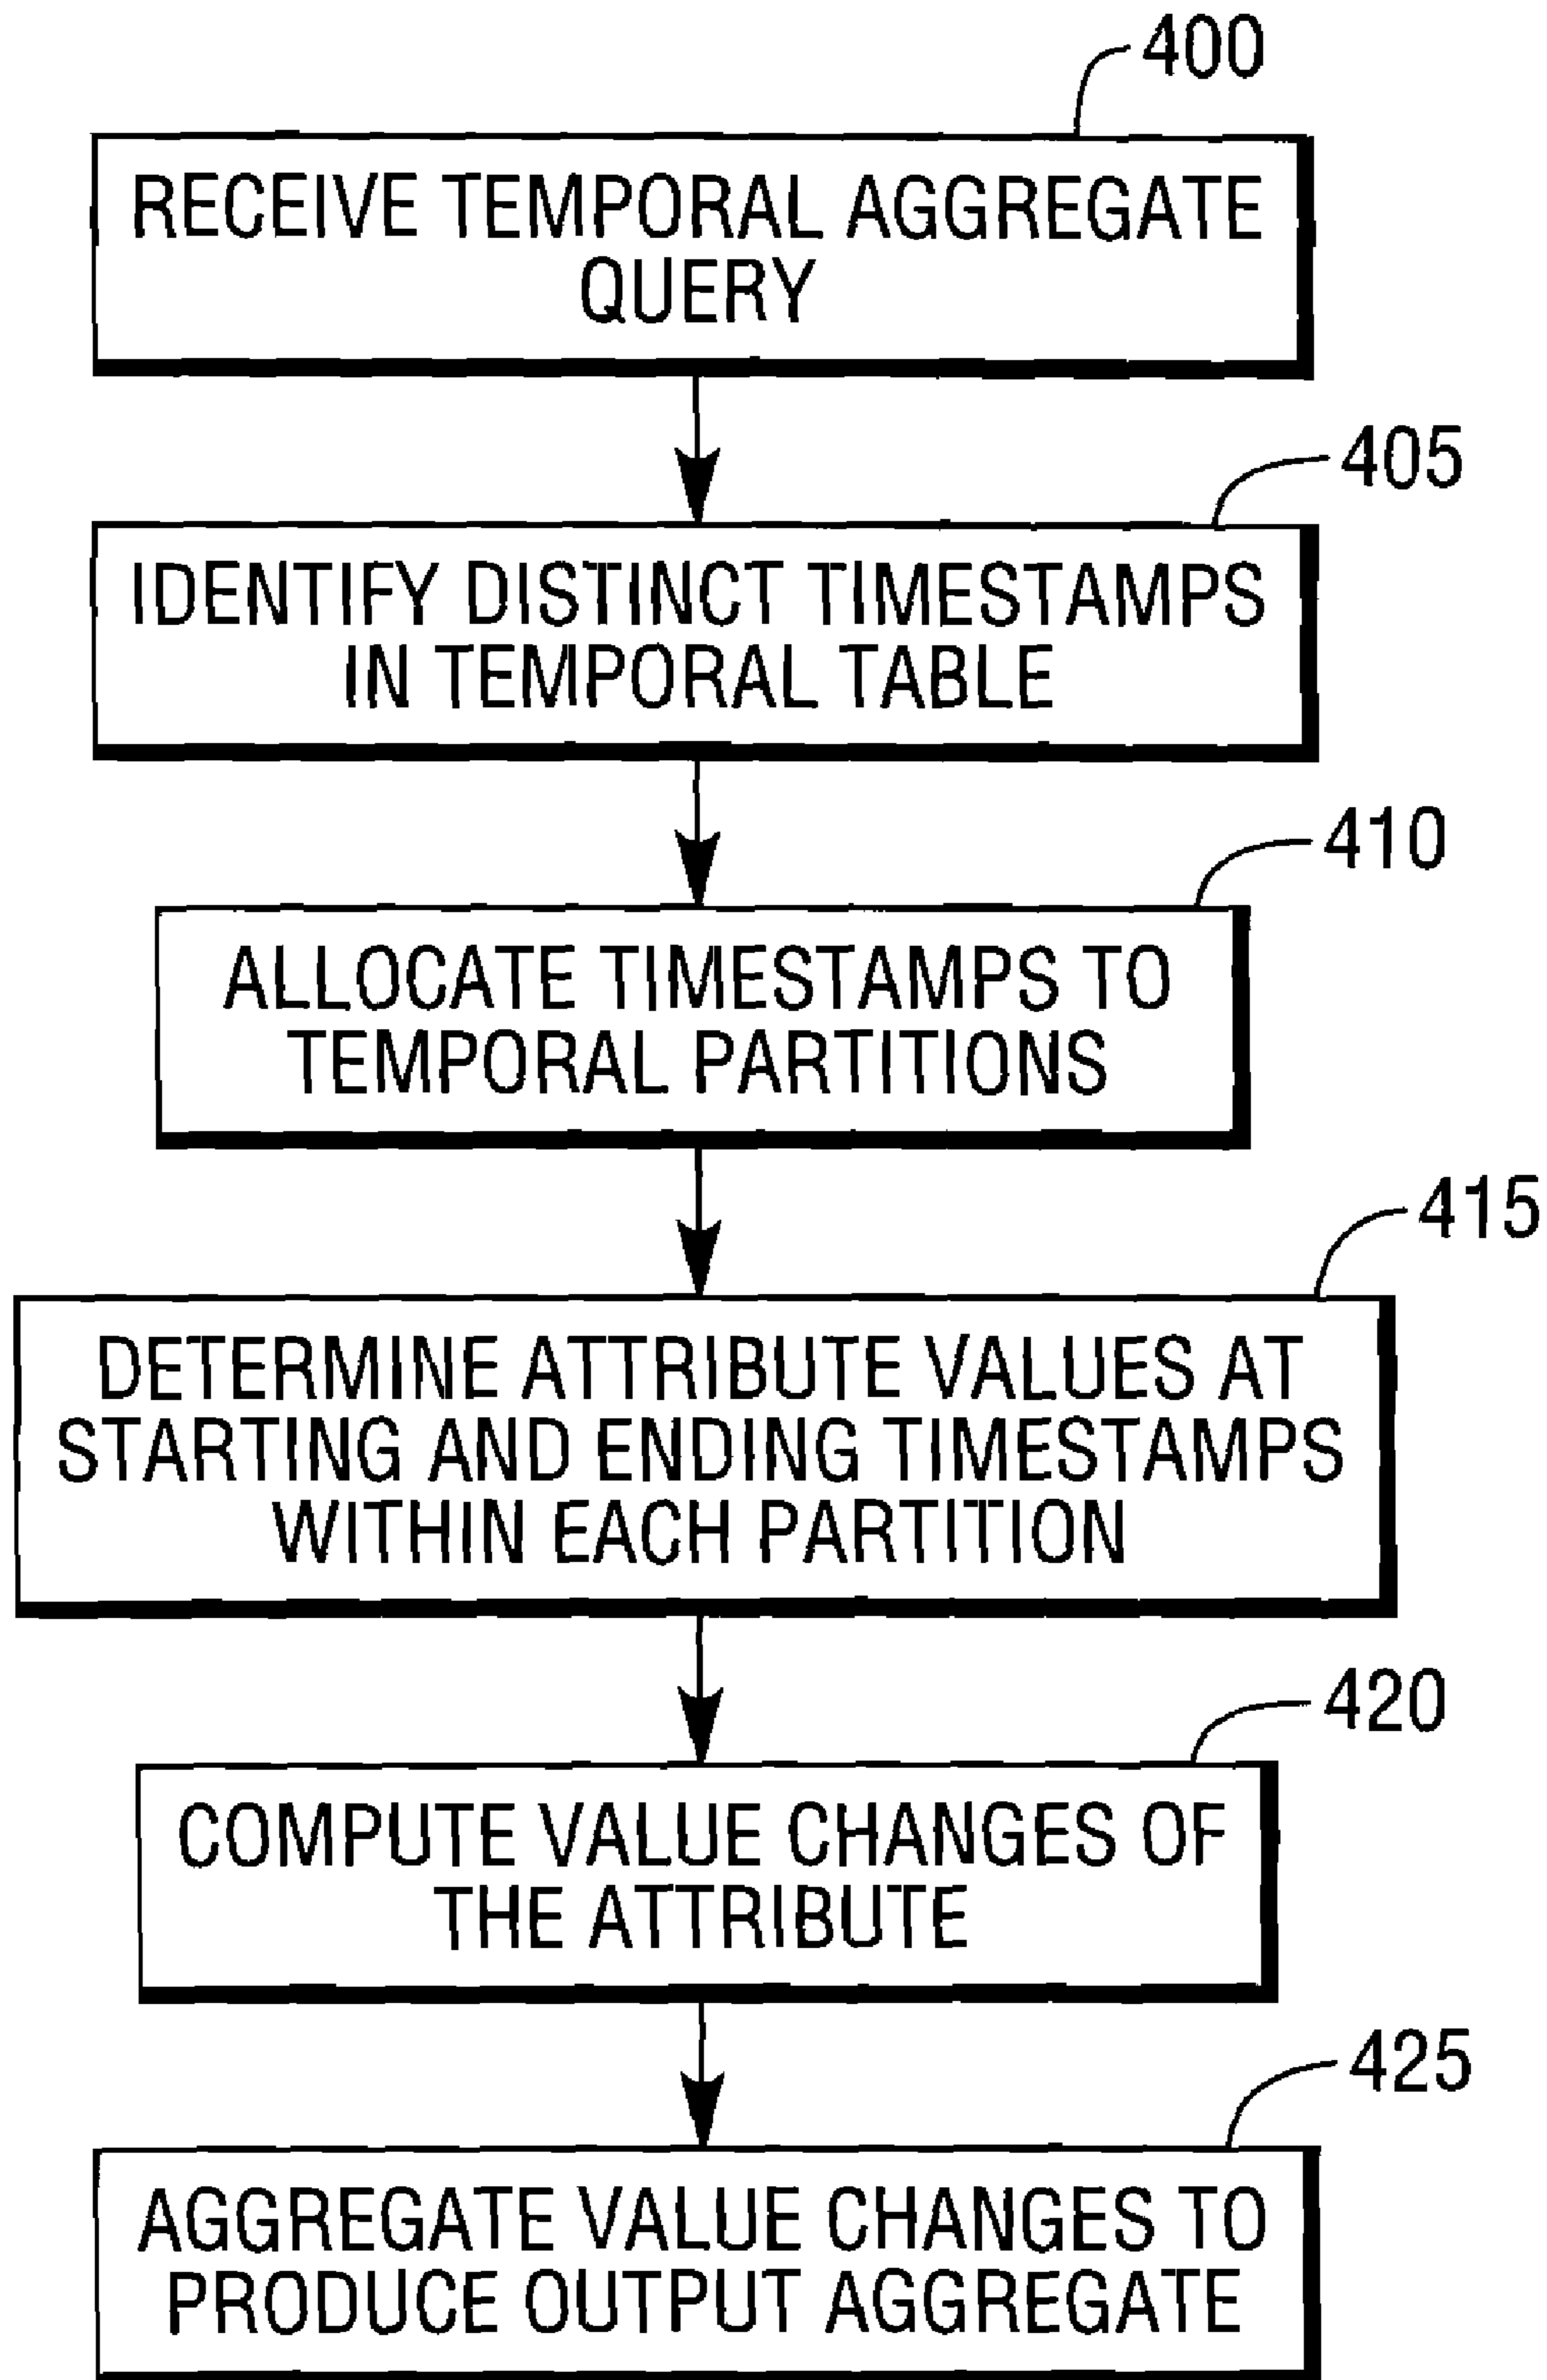 400
RECEIVE TEMPORAL AGGREGATE
QUERY
405
IDENTIFY DISTINCT TIMESTAMPS
IN TEMPORAL TABLE
410
ALLOCATE TIMESTAMPS TO
TEMPORAL PARTITIONS
415
DETERMINE ATTRIBUTE VALUES AT
STARTING AND ENDING TIMESTAMPS
WITHIN EACH PARTITION
420
COMPUTE VALUE CHANGES OF
THE ATTRIBUTE
425
AGGREGATE VALUE CHANGES TO
PRODUCE OUTPUT AGGREGATE